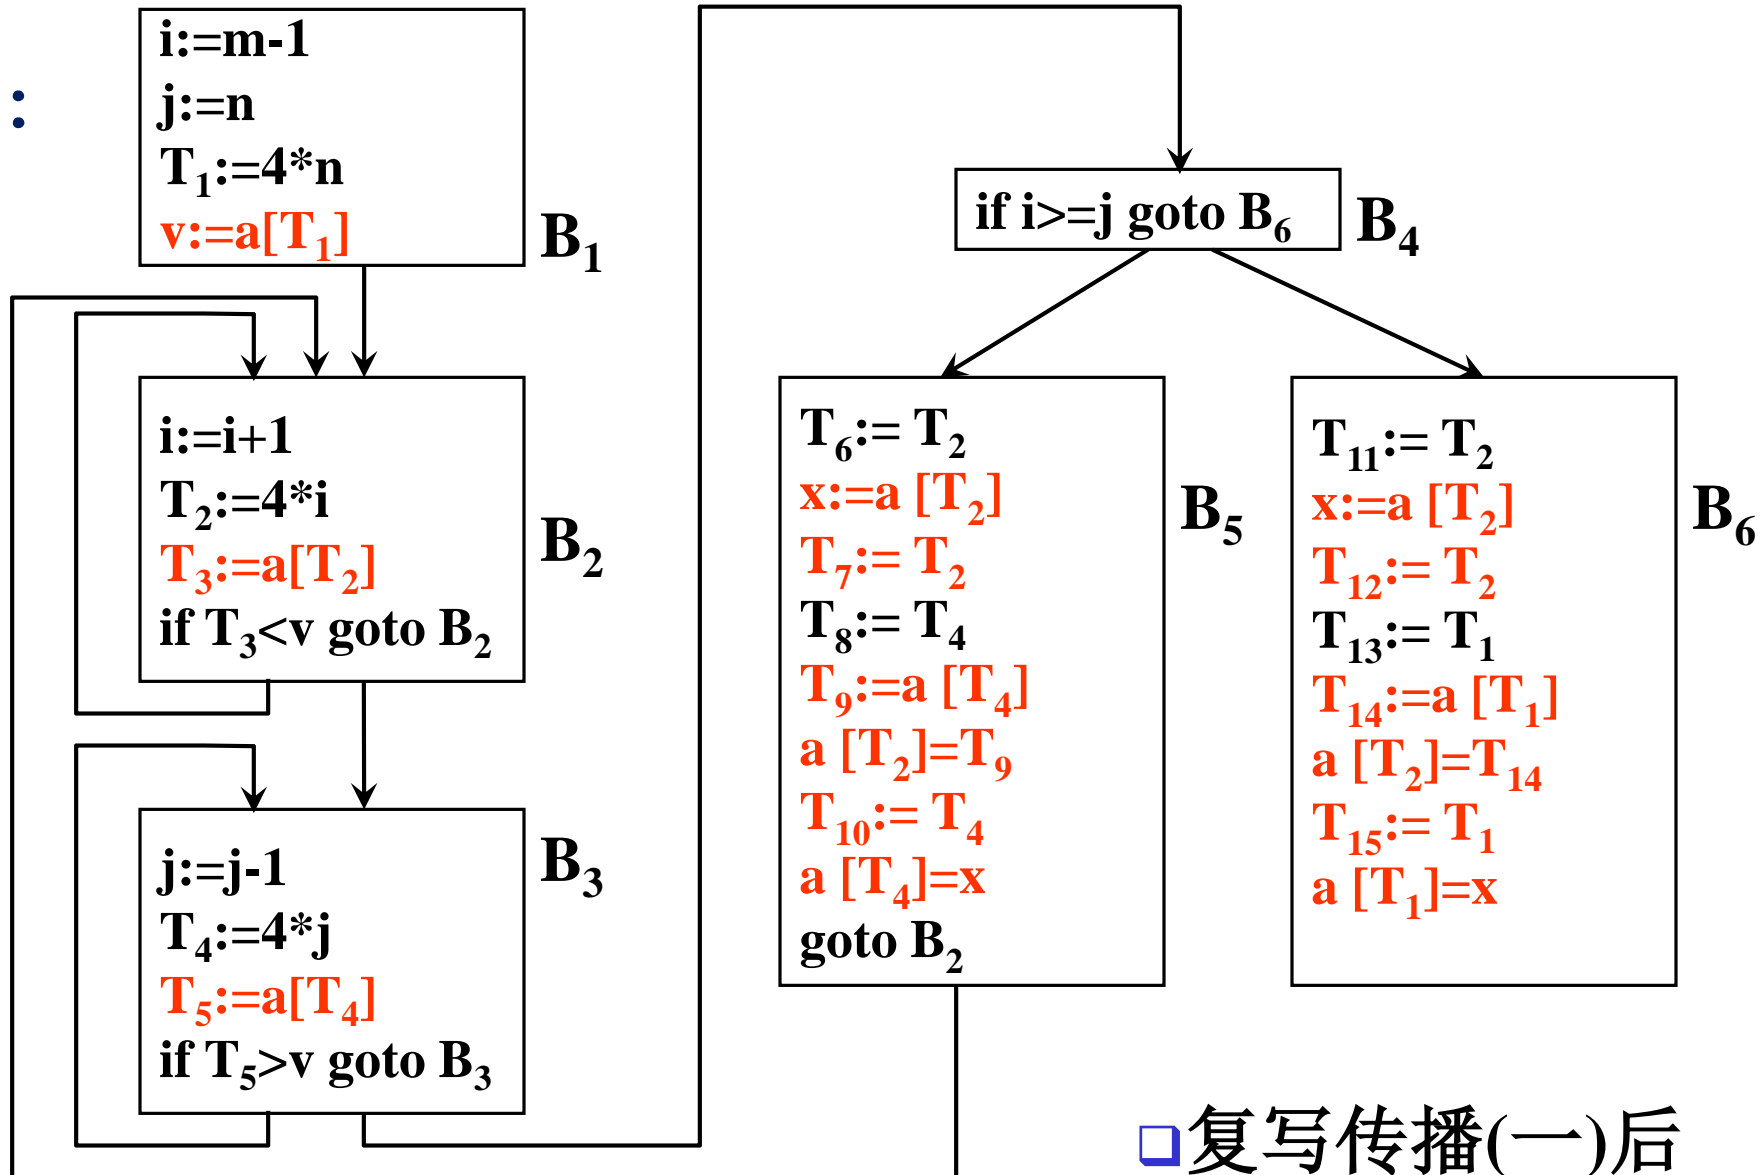 :
i:=m-1
j:=n
T₁:=4*n
v:=a[T₁]
B₁
i:=i+1
T₂:=4*i
T₃:=a[T₂]
if T₃<v goto B₂
B₂
j:=j-1
T₄:=4*j
T₅:=a[T₄]
if T₅>v goto B₃
B₃
if i>=j goto B₆
B₄
T₆:= T₂
x:=a [T₂]
T₇:= T₂
T₈:= T₄
T₉:=a [T₄]
a [T₂]=T₉
T₁₀:= T₄
a [T₄]=x
goto B₂
B₅
T₁₁:= T₂
x:=a [T₂]
T₁₂:= T₂
T₁₃:= T₁
T₁₄:=a [T₁]
a [T₂]=T₁₄
T₁₅:= T₁
a [T₁]=x
B₆
❑复写传播(一)后